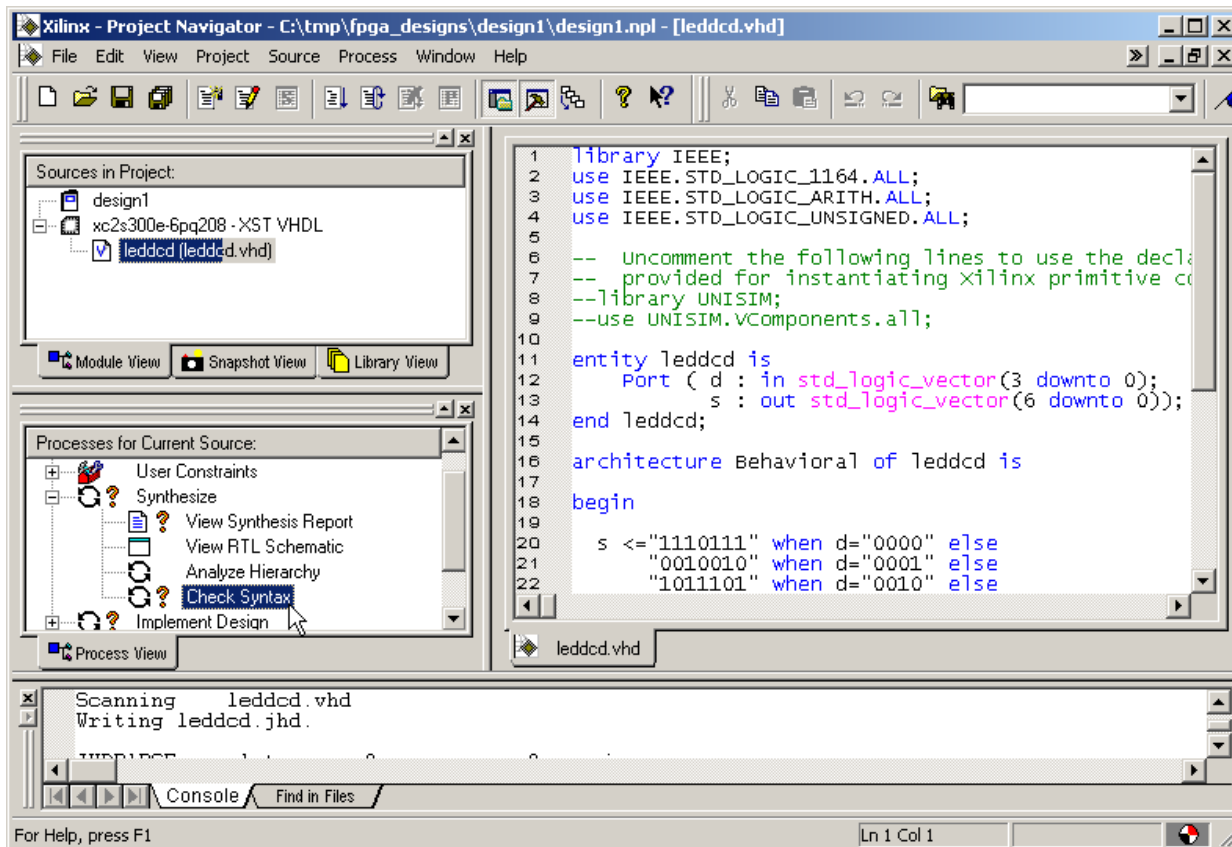 Xilinx - Project Navigator - C:\tmp\fpga_designs\design1\design1.npl - [leddcd.vhd]
File Edit View Project Source Process Window Help
Sources in Project:
design1
xc2s300e-6pq208 - XST VHDL
leddcd (leddcd.vhd)
Module View Snapshot View Library View
Processes for Current Source:
User Constraints
Synthesize
View Synthesis Report
View RTL Schematic
Analyze Hierarchy
Check Syntax
Implement Design
Process View
1 library IEEE;
2 use IEEE.STD_LOGIC_1164.ALL;
3 use IEEE.STD_LOGIC_ARITH.ALL;
4 use IEEE.STD_LOGIC_UNSIGNED.ALL;
5
6 -- Uncomment the following lines to use the decla
7 -- provided for instantiating Xilinx primitive co
8 --library UNISIM;
9 --use UNISIM.VComponents.all;
10
11 entity leddcd is
12 Port ( d : in std_logic_vector(3 downto 0);
13 s : out std_logic_vector(6 downto 0));
14 end leddcd;
15
16 architecture Behavioral of leddcd is
17
18 begin
19
20 s <="1110111" when d="0000" else
21 "0010010" when d="0001" else
22 "1011101" when d="0010" else
leddcd.vhd
Scanning leddcd.vhd
Writing leddcd.jhd.
Console Find in Files
For Help, press F1
Ln 1 Col 1